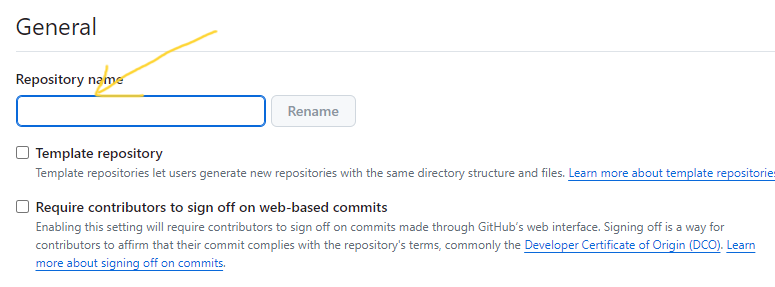 General
Repository name
Rename
Template repository
Template repositories let users generate new repositories with the same directory structure and files. Learn more about template repositories
Require contributors to sign off on web-based commits
Enabling this setting will require contributors to sign off on commits made through GitHub's web interface. Signing off is a way for
contributors to affirm that their commit complies with the repository's terms, commonly the Developer Certificate of Origin (DCO). Learn
more about signing off on commits.